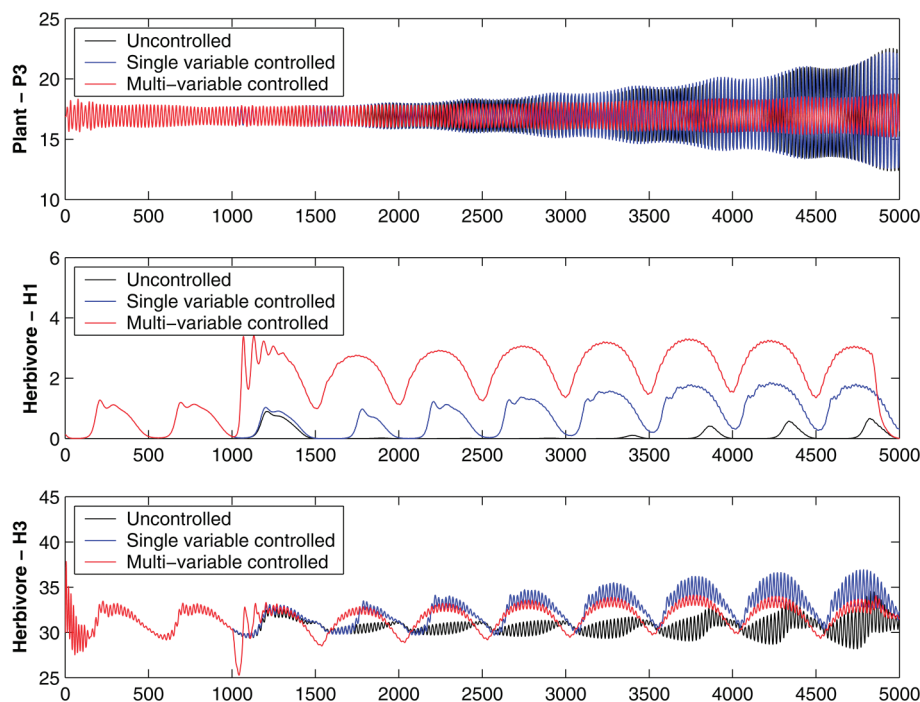 25
20
15
10
Plant – P3
Uncontrolled
Single variable controlled
Multi–variable controlled
0 500 1000 1500 2000 2500 3000 3500 4000 4500 5000
6
4
2
0
Herbivore – H1
Uncontrolled
Single variable controlled
Multi–variable controlled
0 500 1000 1500 2000 2500 3000 3500 4000 4500 5000
45
40
35
30
25
Herbivore – H3
Uncontrolled
Single variable controlled
Multi–variable controlled
0 500 1000 1500 2000 2500 3000 3500 4000 4500 5000